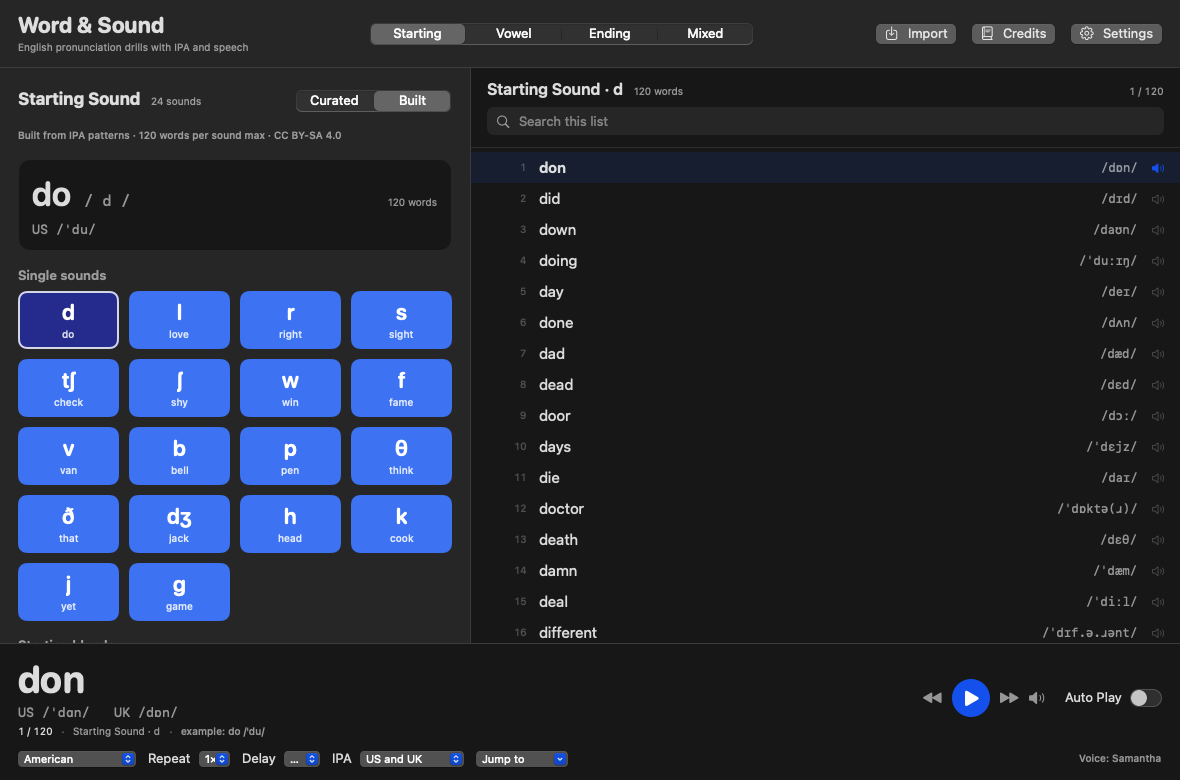 Word & Sound
English pronunciation drills with IPA and speech
Starting Vowel Ending Mixed
Import Credits Settings
Starting Sound 24 sounds
Curated Built
Built from IPA patterns · 120 words per sound max · CC BY-SA 4.0
do / d / 120 words
US /ˈdu/
Single sounds
d
do
l
love
r
right
s
sight
tʃ
check
ʃ
shy
w
win
f
fame
v
van
b
bell
p
pen
θ
think
ð
that
dʒ
jack
h
head
k
cook
j
yet
g
game
Starting Sound · d 120 words 1 / 120
Search this list
1 don /dɒn/
2 did /dɪd/
3 down /daʊn/
4 doing /ˈduːɪŋ/
5 day /deɪ/
6 done /dʌn/
7 dad /dæd/
8 dead /dɛd/
9 door /dɔː/
10 days /ˈdɛjz/
11 die /daɪ/
12 doctor /ˈdɒktə(ɹ)/
13 death /dɛθ/
14 damn /ˈdæm/
15 deal /ˈdiːl/
16 different /ˈdɪf.ə.ɹənt/
don
US /ˈdɑn/ UK /dɒn/
1 / 120 · Starting Sound · d · example: do /ˈdu/
Auto Play
American Repeat 1x Delay ... IPA US and UK Jump to
Voice: Samantha